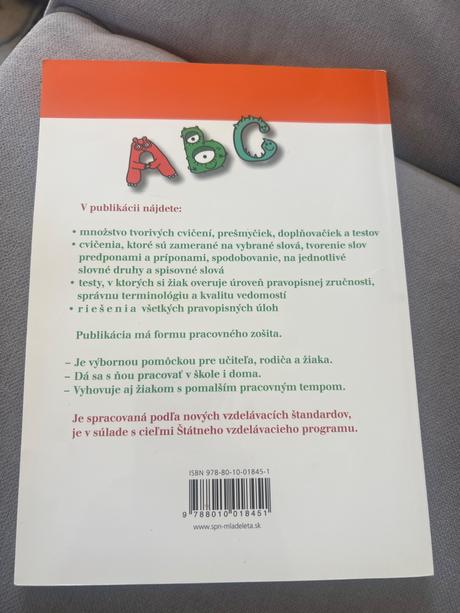 ABC
V publikácii nájdete:
• množstvo tvorivých cvičení, prešmyčiek, doplňovačiek a testov
• cvičenia, ktoré sú zamerané na vybrané slová, tvorenie slov
predponami a príponami, spodobovanie, na jednotlivé
slovné druhy a spisovné slová
• testy, v ktorých si žiak overuje úroveň pravopisnej zručnosti,
správnu terminológiu a kvalitu vedomostí
• r i e š e n i a všetkých pravopisných úloh
Publikácia má formu pracovného zošita.
– Je výbornou pomôckou pre učiteľa, rodiča a žiaka.
– Dá sa s ňou pracovať v škole i doma.
– Vyhovuje aj žiakom s pomalším pracovným tempom.
Je spracovaná podľa nových vzdelávacích štandardov,
je v súlade s cieľmi Štátneho vzdelávacieho programu.
ISBN 978-80-10-01845-1
9 788010 018451
www.spn-mladeleta.sk